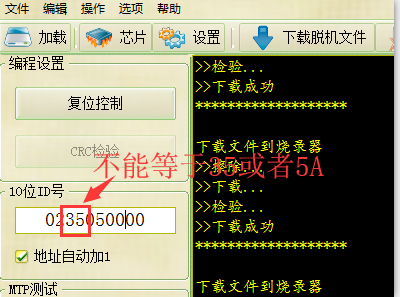 文件 编辑 操作 选项 帮助
加载 芯片 设置 下载脱机文件
编程设置
复位控制
CRC检验
不能等于35或者5A
10位ID号
0235050000
地址自动加1
MTP测试
>>检验...
>>下载成功
*******************
下载文件到烧录器
>>擦除...
>>下载...
>>检验...
>>下载成功
*******************
下载文件到烧录器